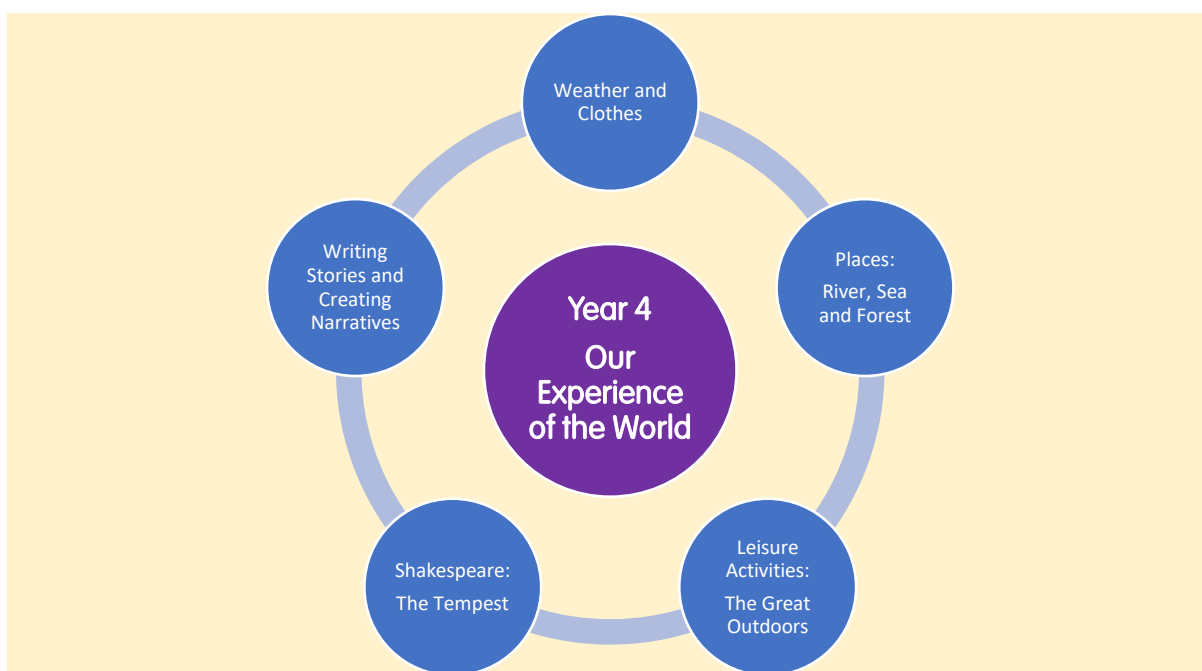 Weather and
Clothes
Places:
River, Sea
and Forest
Leisure
Activities:
The Great
Outdoors
Shakespeare:
The Tempest
Writing
Stories and
Creating
Narratives
Year 4
Our
Experience
of the World